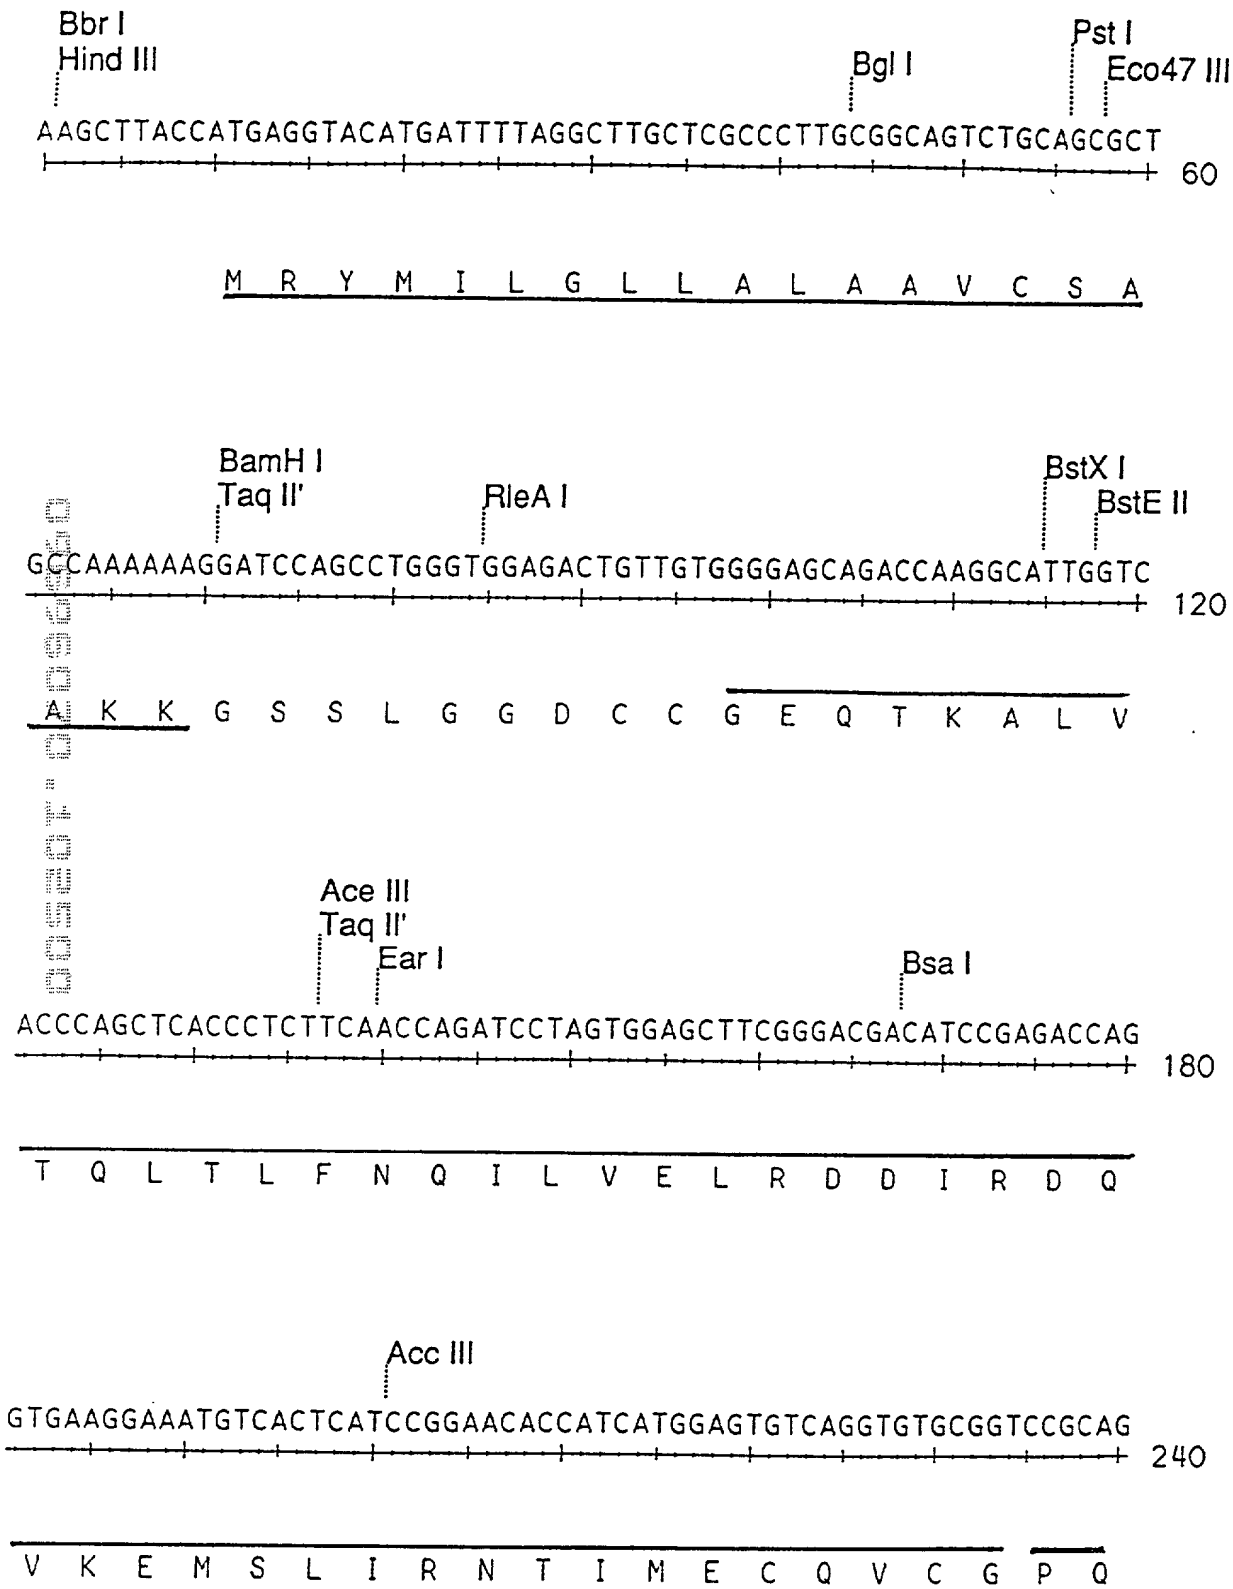 Bbr I
Hind III
Pst I
Bgl I
Eco47 III
AAGCTTACCATGAGGTACATGATTTTAGGCTTGCTCGCCCTTGCGGCAGTCTGCAGCGCT
60
M R Y M I L G L L A L A A V C S A
BamH I
Taq II'
RleA I
BstX I
BstE II
GCCAAAAAAGGATCCAGCCTGGGTGGAGACTGTTGTGGGGAGCAGACCAAGGCATTGGTC
120
A K K G S S L G G D C C G E Q T K A L V
Ace III
Taq II'
Ear I
Bsa I
ACCCAGCTCACCCTCTTCAACCAGATCCTAGTGGAGCTTCGGGACGACATCCGAGACCAG
180
T Q L T L F N Q I L V E L R D D I R D Q
Acc III
GTGAAGGAAATGTCACTCATCCGGAACACCATCATGGAGTGTCAGGTGTGCGGTCCGCAG
240
V K E M S L I R N T I M E C Q V C G P Q